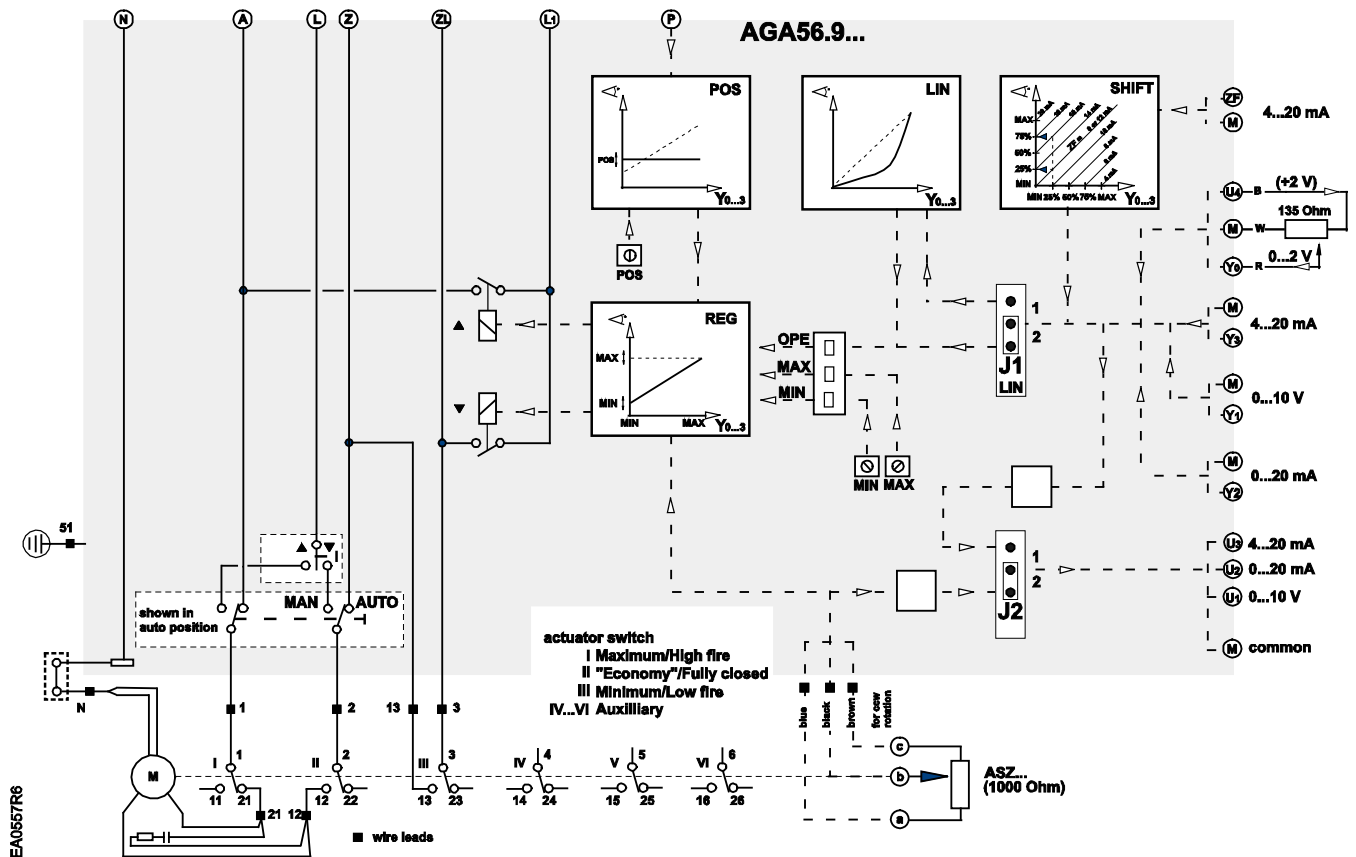 N A L Z ZL L1 P
AGA56.9...
POS
POS
Y0...3
POS
LIN
Y0...3
SHIFT
MAX
75%
50%
25%
MIN
MIN 25% 50% 75% MAX Y0...3
ZF
M
4...20 mA
U4 B (+2 V)
135 Ohm
M W
0...2 V
Y0 R
M
4...20 mA
Y3
M
0...10 V
Y1
M
0...20 mA
Y2
U3 4...20 mA
U2 0...20 mA
U1 0...10 V
M common
REG
MAX
MIN
MIN MAX Y0...3
OPE
MAX
MIN
MIN MAX
1
2
J1
LIN
1
2
J2
51
MAN AUTO
shown in
auto position
actuator switch
I Maximum/High fire
II "Economy"/Fully closed
III Minimum/Low fire
IV...VI Auxilliary
N
1 2 13 3
blue
black
brown
for ccw
rotation
I 1 II 2 III 3 IV 4 V 5 VI 6
M
11 21 12 22 13 23 14 24 15 25 16 26
21 12
wire leads
c
b
a
ASZ...
(1000 Ohm)
EA0557R6